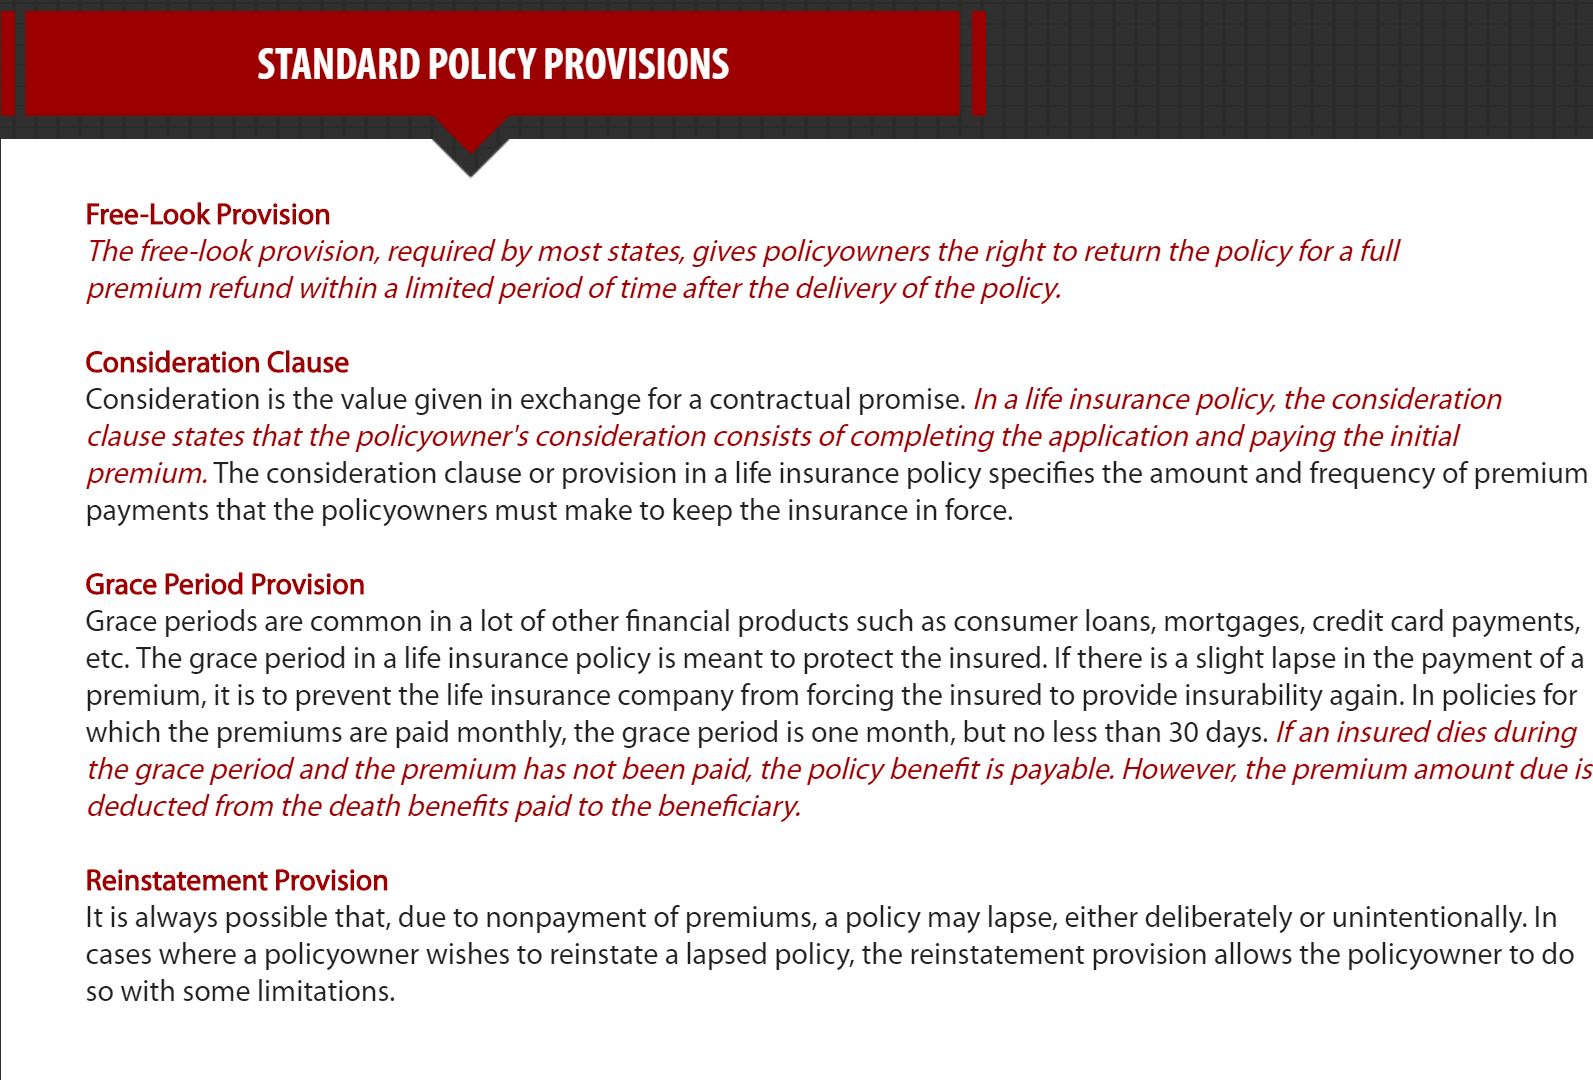 STANDARD POLICY PROVISIONS
Free-Look Provision
The free-look provision, required by most states, gives policyowners the right to return the policy for a full
premium refund within a limited period of time after the delivery of the policy.
Consideration Clause
Consideration is the value given in exchange for a contractual promise. In a life insurance policy, the consideration
clause states that the policyowner's consideration consists of completing the application and paying the initial
premium. The consideration clause or provision in a life insurance policy specifies the amount and frequency of premium
payments that the policyowners must make to keep the insurance in force.
Grace Period Provision
Grace periods are common in a lot of other financial products such as consumer loans, mortgages, credit card payments,
etc. The grace period in a life insurance policy is meant to protect the insured. If there is a slight lapse in the payment of a
premium, it is to prevent the life insurance company from forcing the insured to provide insurability again. In policies for
which the premiums are paid monthly, the grace period is one month, but no less than 30 days. If an insured dies during
the grace period and the premium has not been paid, the policy benefit is payable. However, the premium amount due is
deducted from the death benefits paid to the beneficiary.
Reinstatement Provision
It is always possible that, due to nonpayment of premiums, a policy may lapse, either deliberately or unintentionally. In
cases where a policyowner wishes to reinstate a lapsed policy, the reinstatement provision allows the policyowner to do
so with some limitations.